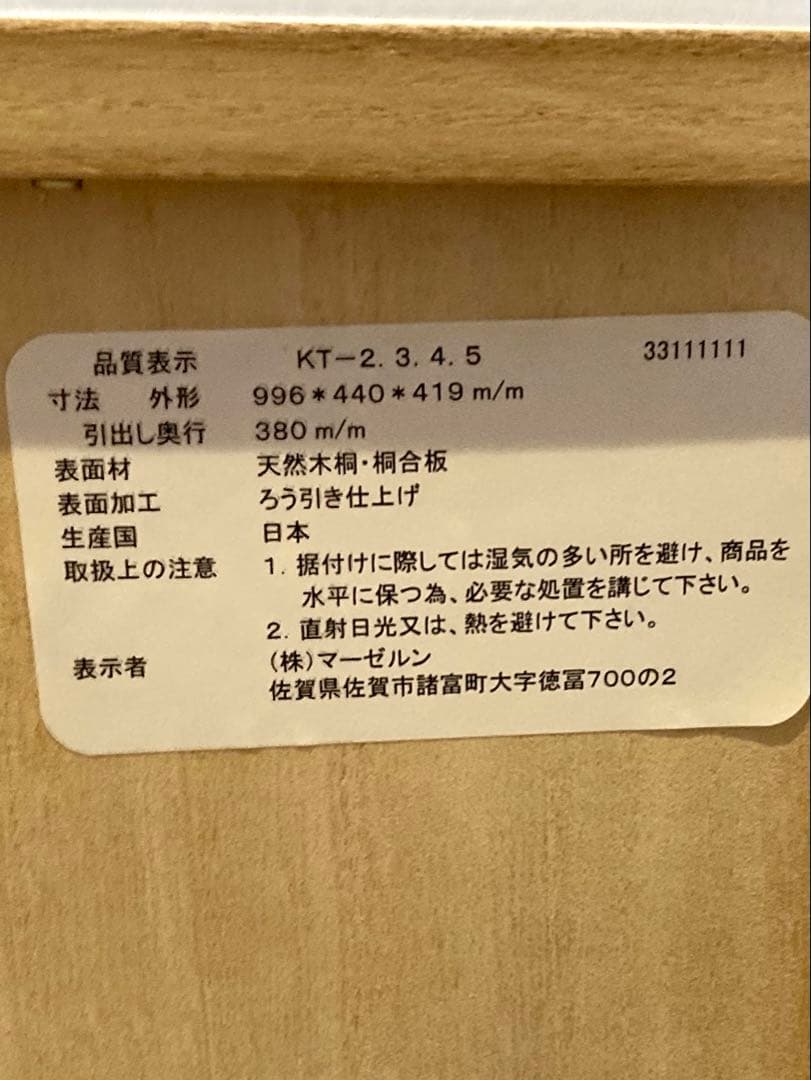 品質表示 KT-2.3.4.5 33111111
寸法 外形 996*440*419 m/m
引出し奥行 380 m/m
表面材 天然木桐・桐合板
表面加工 ろう引き仕上げ
生産国 日本
取扱上の注意 1. 据付けに際しては湿気の多い所を避け、商品を
水平に保つ為、必要な処置を講じて下さい。
2. 直射日光又は、熱を避けて下さい。
表示者 (株)マーゼルン
佐賀県佐賀市諸富町大字徳冨700の2